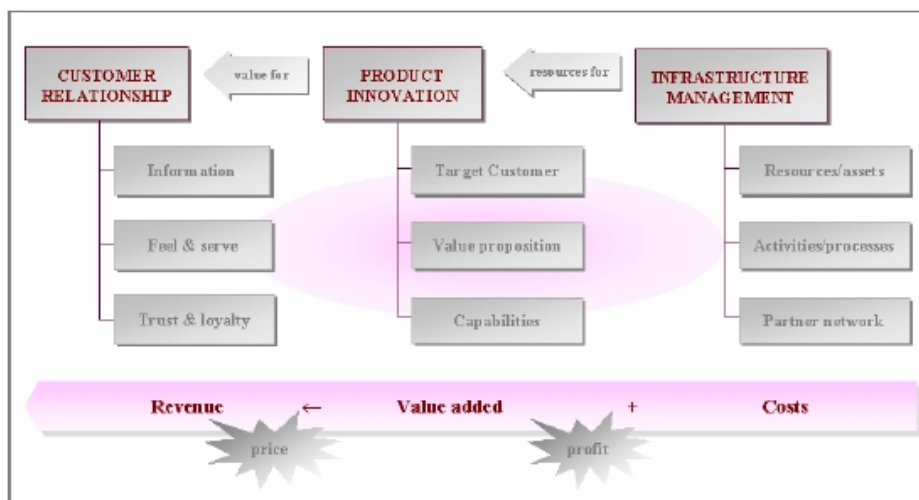 CUSTOMER
RELATIONSHIP
value for
PRODUCT
INNOVATION
resources for
INFRASTRUCTURE
MANAGEMENT
Information
Feel & serve
Trust & loyalty
Target Customer
Value proposition
Capabilities
Resources/assets
Activities/processes
Partner network
Revenue ← Value added + Costs
price
profit